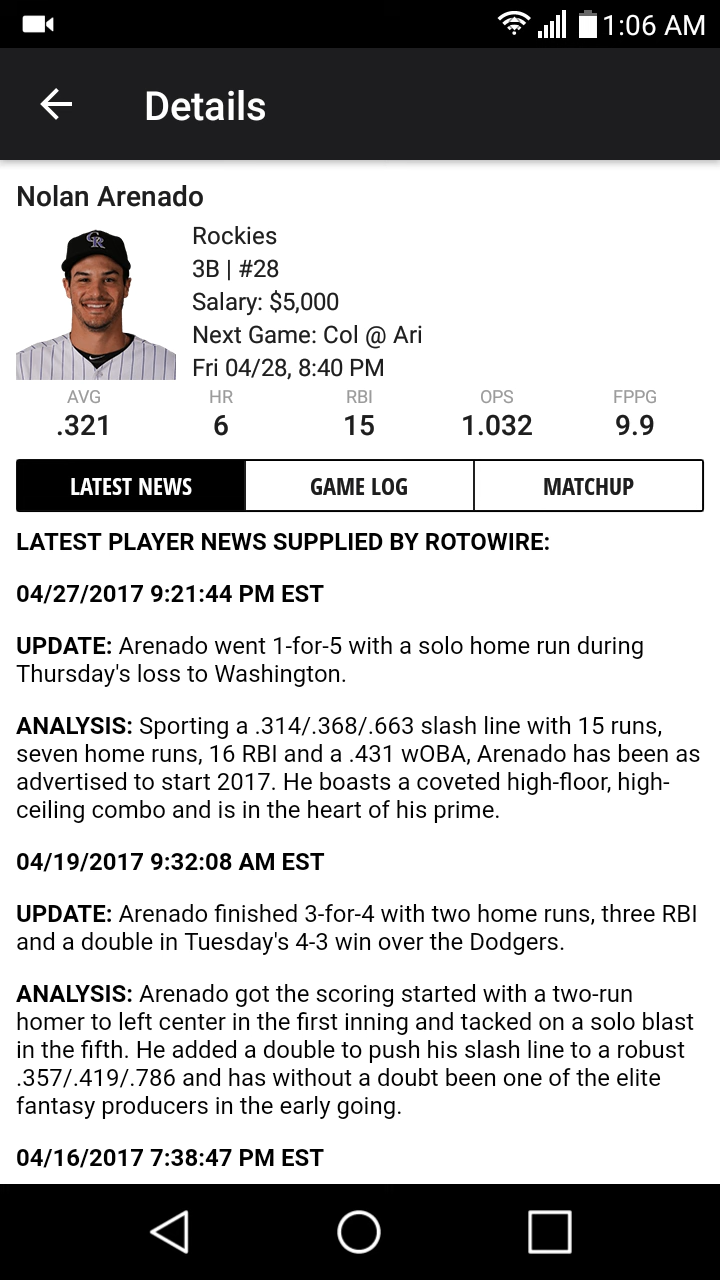 1:06 AM
Details
Nolan Arenado
Rockies
3B | #28
Salary: $5,000
Next Game: Col @ Ari
Fri 04/28, 8:40 PM
AVG HR RBI OPS FPPG
.321 6 15 1.032 9.9
LATEST NEWS GAME LOG MATCHUP
LATEST PLAYER NEWS SUPPLIED BY ROTOWIRE:
04/27/2017 9:21:44 PM EST
UPDATE: Arenado went 1-for-5 with a solo home run during
Thursday's loss to Washington.
ANALYSIS: Sporting a .314/.368/.663 slash line with 15 runs,
seven home runs, 16 RBI and a .431 wOBA, Arenado has been as
advertised to start 2017. He boasts a coveted high-floor, high-
ceiling combo and is in the heart of his prime.
04/19/2017 9:32:08 AM EST
UPDATE: Arenado finished 3-for-4 with two home runs, three RBI
and a double in Tuesday's 4-3 win over the Dodgers.
ANALYSIS: Arenado got the scoring started with a two-run
homer to left center in the first inning and tacked on a solo blast
in the fifth. He added a double to push his slash line to a robust
.357/.419/.786 and has without a doubt been one of the elite
fantasy producers in the early going.
04/16/2017 7:38:47 PM EST